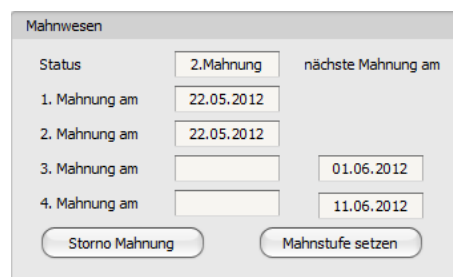 Mahnwesen
Status 2.Mahnung nächste Mahnung am
1. Mahnung am 22.05.2012
2. Mahnung am 22.05.2012
3. Mahnung am 01.06.2012
4. Mahnung am 11.06.2012
Storno Mahnung Mahnstufe setzen